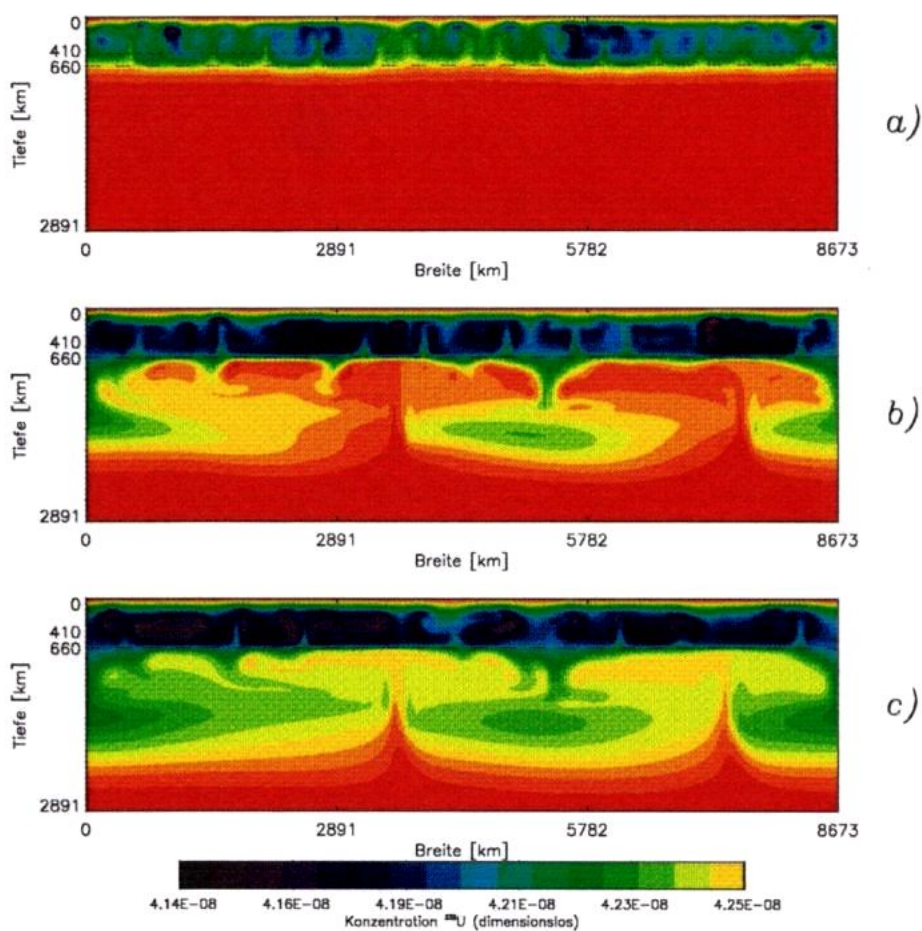 0
410
660
Tiefe [km]
2891
0 2891 5782 8673
Breite [km]
a)
0
410
660
Tiefe [km]
2891
0 2891 5782 8673
Breite [km]
b)
0
410
660
Tiefe [km]
2891
0 2891 5782 8673
Breite [km]
c)
4.14E-08 4.16E-08 4.19E-08 4.21E-08 4.23E-08 4.25E-08
Konzentration U (dimensionslos)